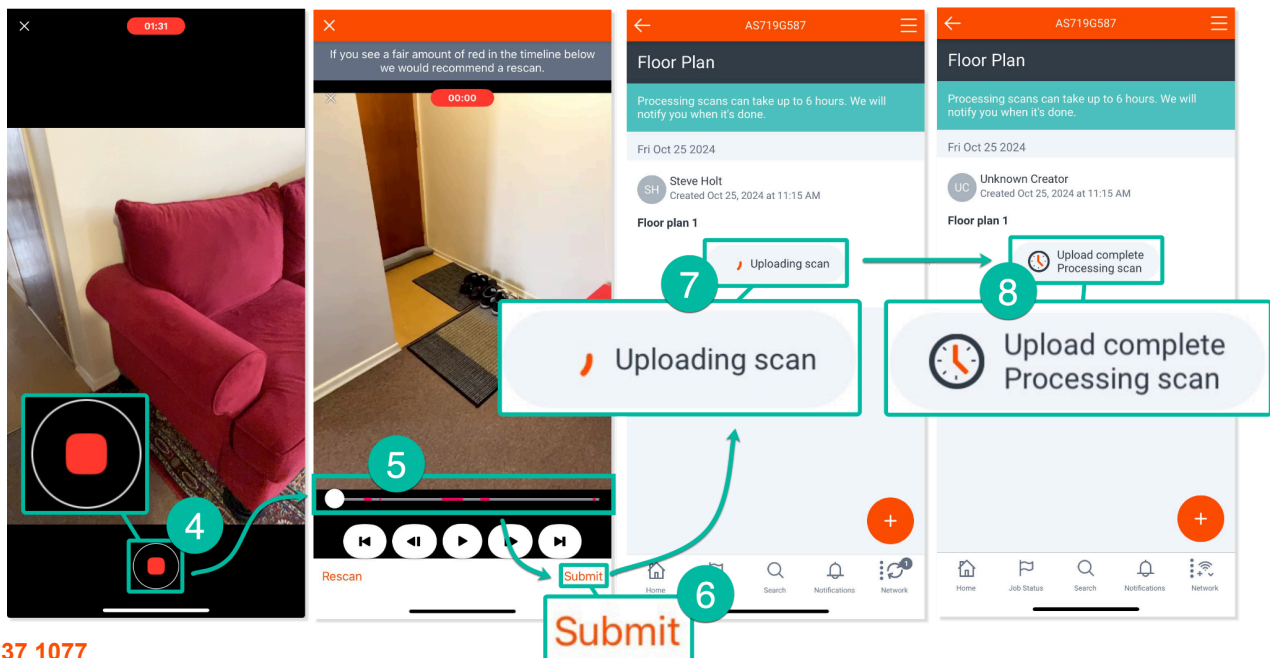 01:31
4
If you see a fair amount of red in the timeline below
we would recommend a rescan.
00:00
5
Rescan
Submit
6
Submit
AS719G587
Floor Plan
Processing scans can take up to 6 hours. We will
notify you when it's done.
Fri Oct 25 2024
SH
Steve Holt
Created Oct 25, 2024 at 11:15 AM
Floor plan 1
Uploading scan
7
Uploading scan
+
Home
Search
Notifications
1
Network
AS719G587
Floor Plan
Processing scans can take up to 6 hours. We will
notify you when it's done.
Fri Oct 25 2024
UC
Unknown Creator
Created Oct 25, 2024 at 11:15 AM
Floor plan 1
Upload complete
Processing scan
8
Upload complete
Processing scan
+
Home
Job Status
Search
Notifications
Network
37 1077